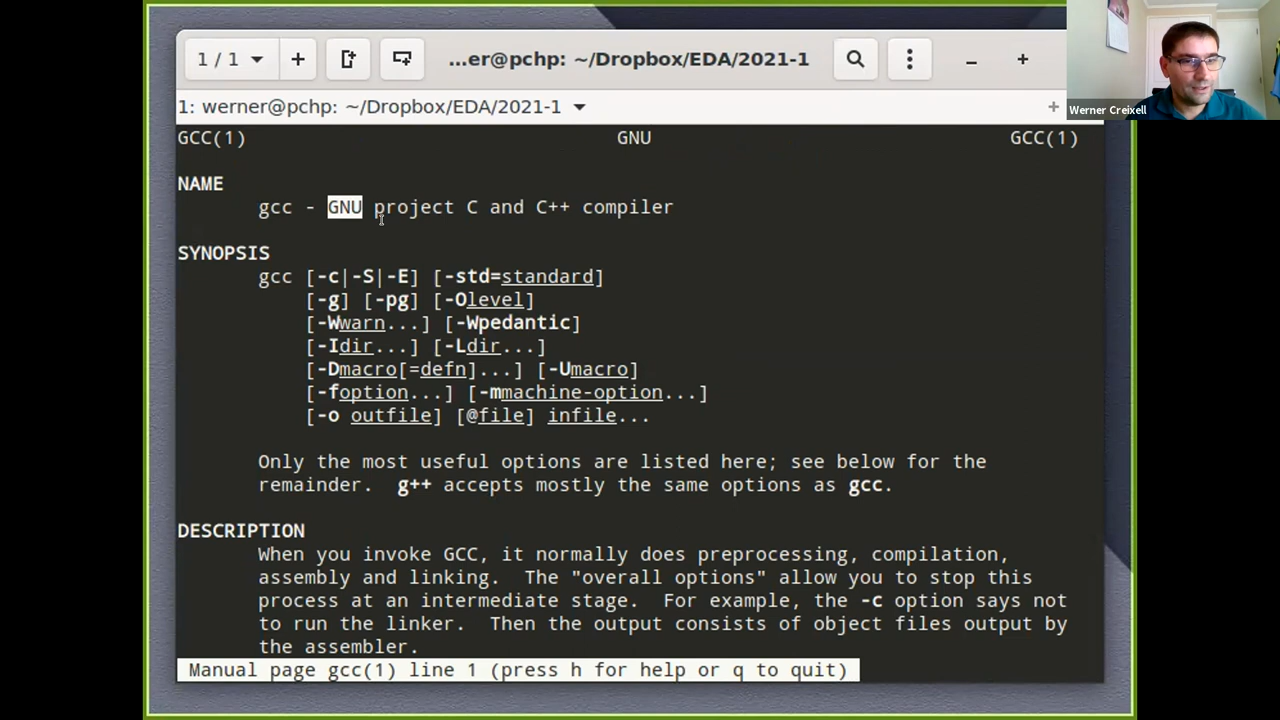 1 / 1
…er@pchp: ~/Dropbox/EDA/2021-1
1: werner@pchp: ~/Dropbox/EDA/2021-1
Werner Creixell
GCC(1) GNU GCC(1)
NAME
gcc - GNU project C and C++ compiler
SYNOPSIS
gcc [-c|-S|-E] [-std=standard]
[-g] [-pg] [-Olevel]
[-Wwarn...] [-Wpedantic]
[-Idir...] [-Ldir...]
[-Dmacro[=defn]...] [-Umacro]
[-foption...] [-mmachine-option...]
[-o outfile] [@file] infile...
Only the most useful options are listed here; see below for the
remainder.  g++ accepts mostly the same options as gcc.
DESCRIPTION
When you invoke GCC, it normally does preprocessing, compilation,
assembly and linking.  The "overall options" allow you to stop this
process at an intermediate stage.  For example, the -c option says not
to run the linker.  Then the output consists of object files output by
the assembler.
Manual page gcc(1) line 1 (press h for help or q to quit)